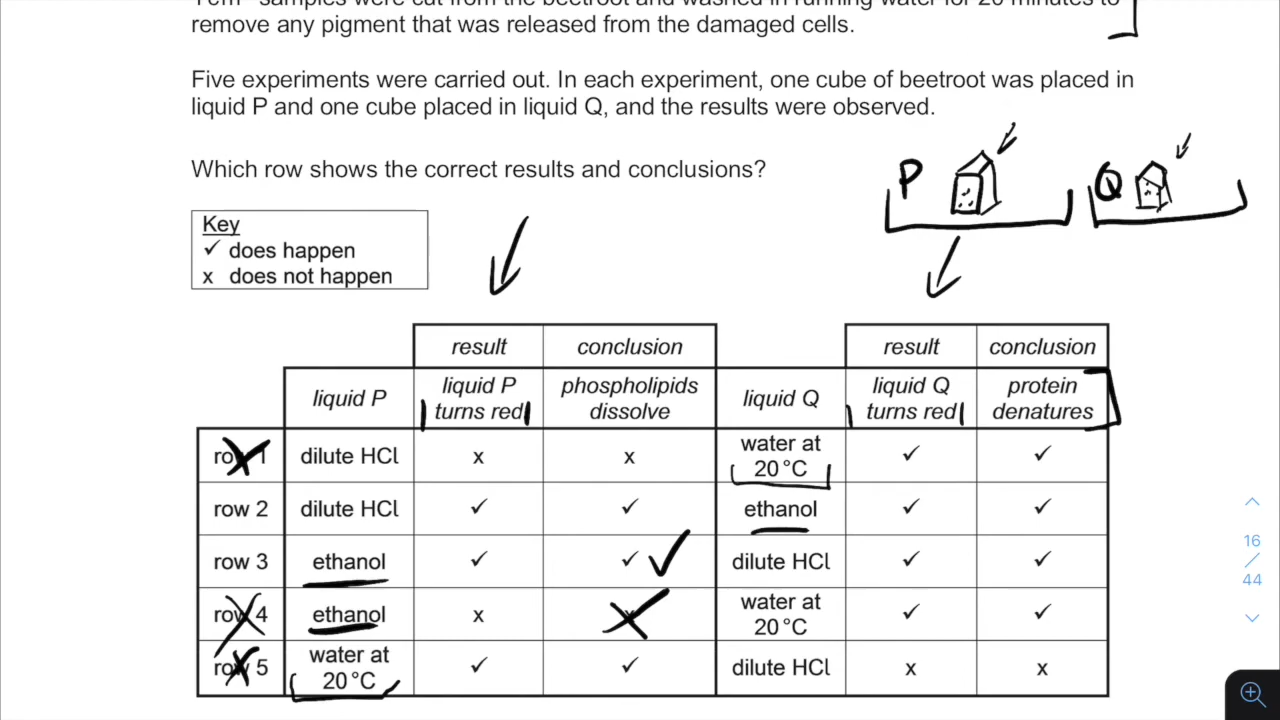 samples were cut from the beetroot and washed in running water for 20 minutes to
remove any pigment that was released from the damaged cells.
Five experiments were carried out. In each experiment, one cube of beetroot was placed in
liquid P and one cube placed in liquid Q, and the results were observed.
Which row shows the correct results and conclusions?
P
Q
Key
✓ does happen
x does not happen
result conclusion result conclusion
liquid P liquid P turns red phospholipids dissolve liquid Q liquid Q turns red protein denatures
row 1 dilute HCl x x water at 20 °C ✓ ✓
row 2 dilute HCl ✓ ✓ ethanol ✓ ✓
row 3 ethanol ✓ ✓ dilute HCl ✓ ✓
row 4 ethanol x x water at 20 °C ✓ ✓
row 5 water at 20 °C ✓ ✓ dilute HCl x x
16
/
44